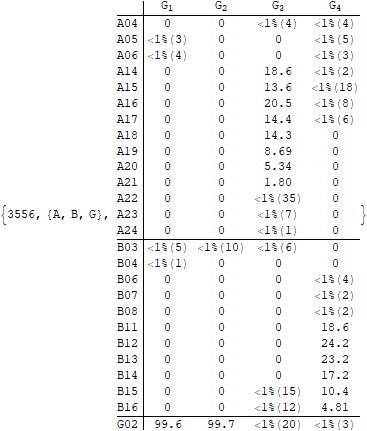 G1 G2 G3 G4
A04 0 0 <1%(4) <1%(4)
A05 <1%(3) 0 0 <1%(5)
A06 <1%(4) 0 0 <1%(3)
A14 0 0 18.6 <1%(2)
A15 0 0 13.6 <1%(18)
A16 0 0 20.5 <1%(8)
A17 0 0 14.4 <1%(6)
A18 0 0 14.3 0
A19 0 0 8.69 0
A20 0 0 5.34 0
A21 0 0 1.80 0
A22 0 0 <1%(35) 0
{3556, {A, B, G}, A23 0 0 <1%(7) 0 }
A24 0 0 <1%(1) 0
B03 <1%(5) <1%(10) <1%(6) 0
B04 <1%(1) 0 0 0
B06 0 0 0 <1%(4)
B07 0 0 0 <1%(2)
B08 0 0 0 <1%(2)
B11 0 0 0 18.6
B12 0 0 0 24.2
B13 0 0 0 23.2
B14 0 0 0 17.2
B15 0 0 <1%(15) 10.4
B16 0 0 <1%(12) 4.81
G02 99.6 99.7 <1%(20) <1%(3)